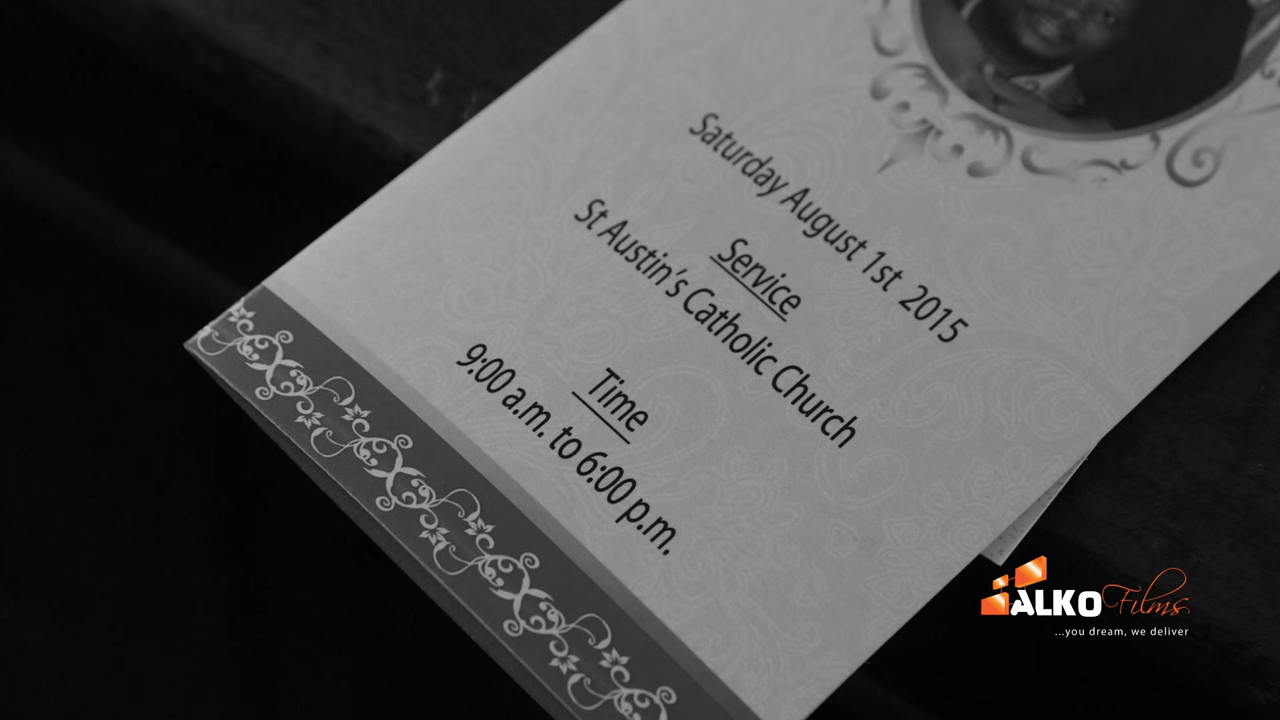 Saturday August 1st 2015
Service
St Austin's Catholic Church
Time
9:00 a.m. to 6:00 p.m.
ALKO Films
...you dream, we deliver